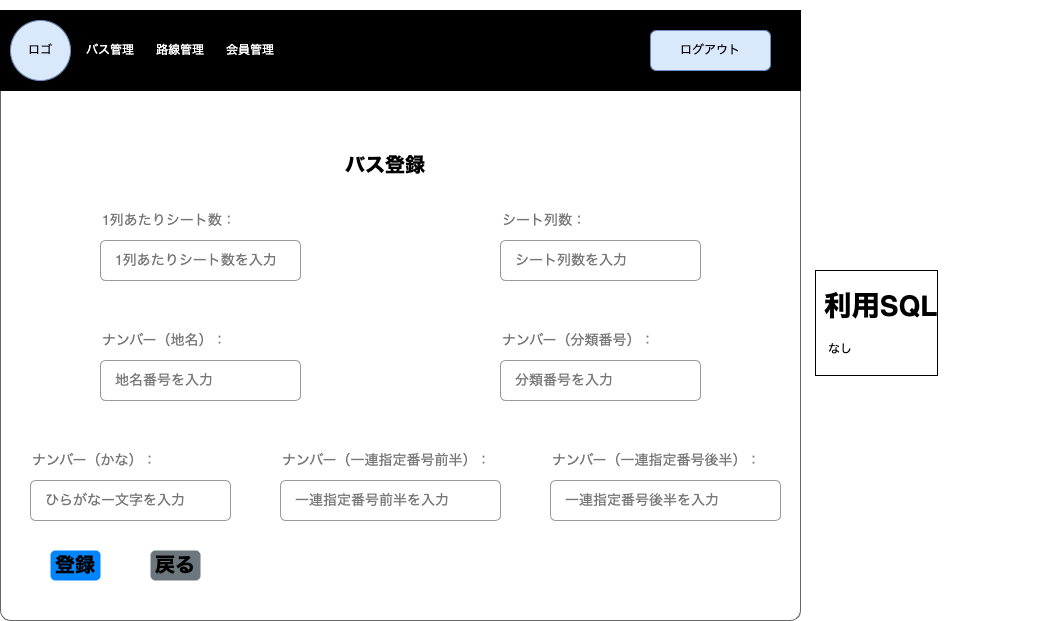 ロゴ バス管理 路線管理 会員管理 ログアウト
バス登録
1列あたりシート数： シート列数：
1列あたりシート数を入力 シート列数を入力
ナンバー（地名）： ナンバー（分類番号）：
地名番号を入力 分類番号を入力
ナンバー（かな）： ナンバー（一連指定番号前半）： ナンバー（一連指定番号後半）：
ひらがな一文字を入力 一連指定番号前半を入力 一連指定番号後半を入力
登録 戻る
利用SQL
なし